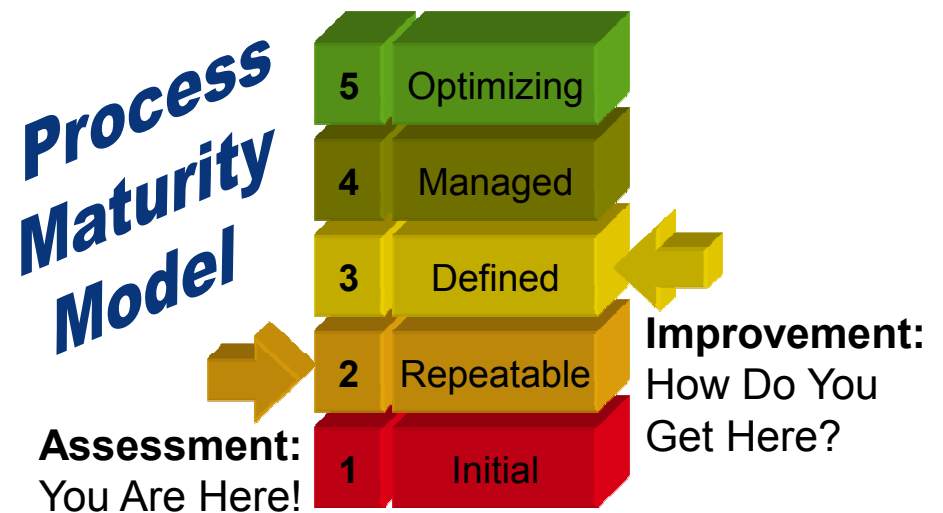 Process
Maturity
Model
5 Optimizing
4 Managed
3 Defined
2 Repeatable
1 Initial
Assessment:
You Are Here!
Improvement:
How Do You
Get Here?